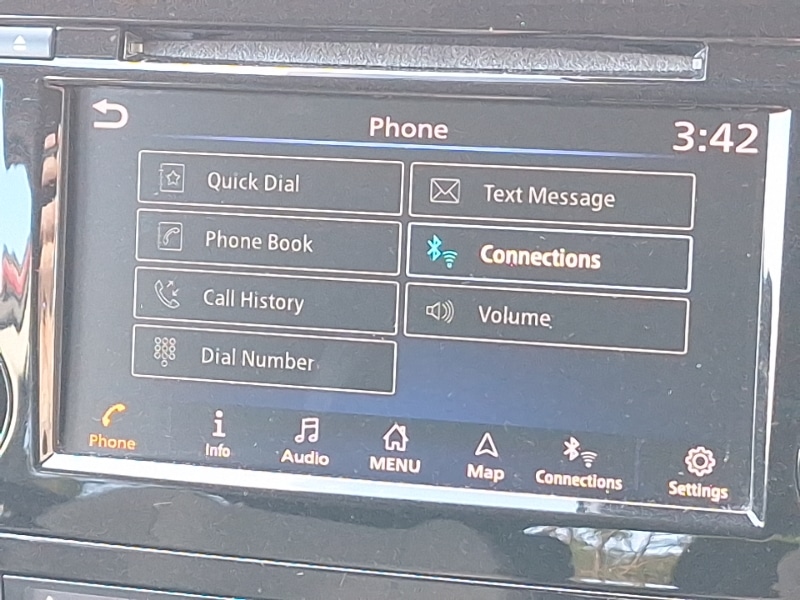 Phone
3:42
Quick Dial
Text Message
Phone Book
Connections
Call History
Volume
Dial Number
Phone
Info
Audio
MENU
Map
Connections
Settings